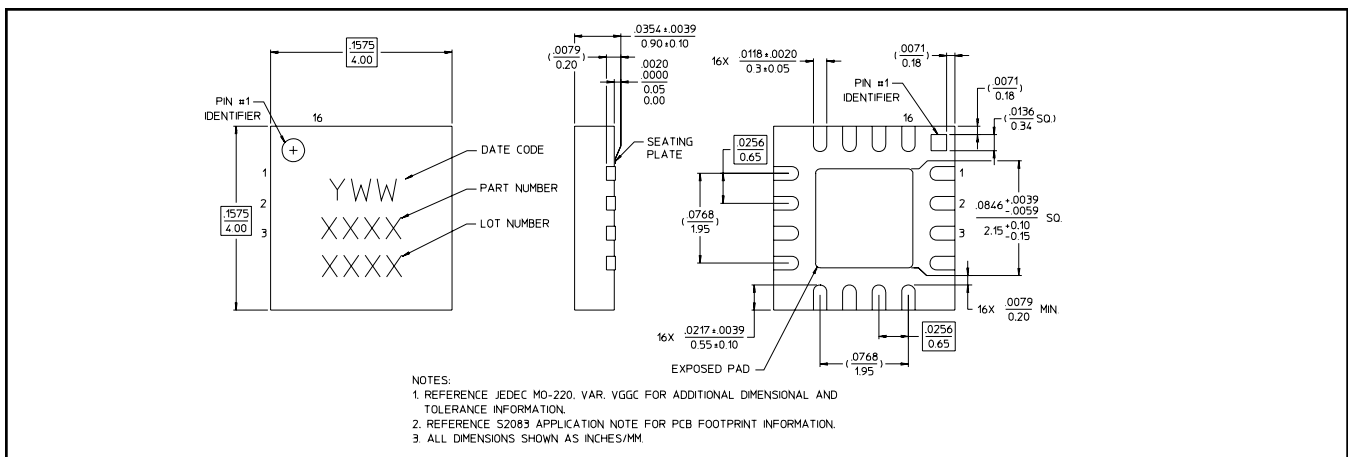 .1575
4.00
PIN #1
IDENTIFIER
16
1
2
3
.1575
4.00
YWW
XXXX
XXXX
DATE CODE
PART NUMBER
LOT NUMBER
.0354±.0039
0.90±0.10
(.0079
0.20)
.0020
.0000
0.05
0.00
SEATING
PLATE
16X .0118±.0020
0.3±0.05
(.0071
0.18)
PIN #1
IDENTIFIER
16
(.0071
0.18)
(.0136 SQ.)
0.34
.0256
0.65
(.0768
1.95)
1
2
3
.0846 +.0039
-.0059 SQ.
2.15 +0.10
-0.15
16X .0079 MIN.
0.20
16X .0217±.0039
0.55±0.10
.0256
0.65
(.0768
1.95)
EXPOSED PAD
NOTES:
1. REFERENCE JEDEC MO-220, VAR. VGGC FOR ADDITIONAL DIMENSIONAL AND
TOLERANCE INFORMATION.
2. REFERENCE S2083 APPLICATION NOTE FOR PCB FOOTPRINT INFORMATION.
3. ALL DIMENSIONS SHOWN AS INCHES/MM.